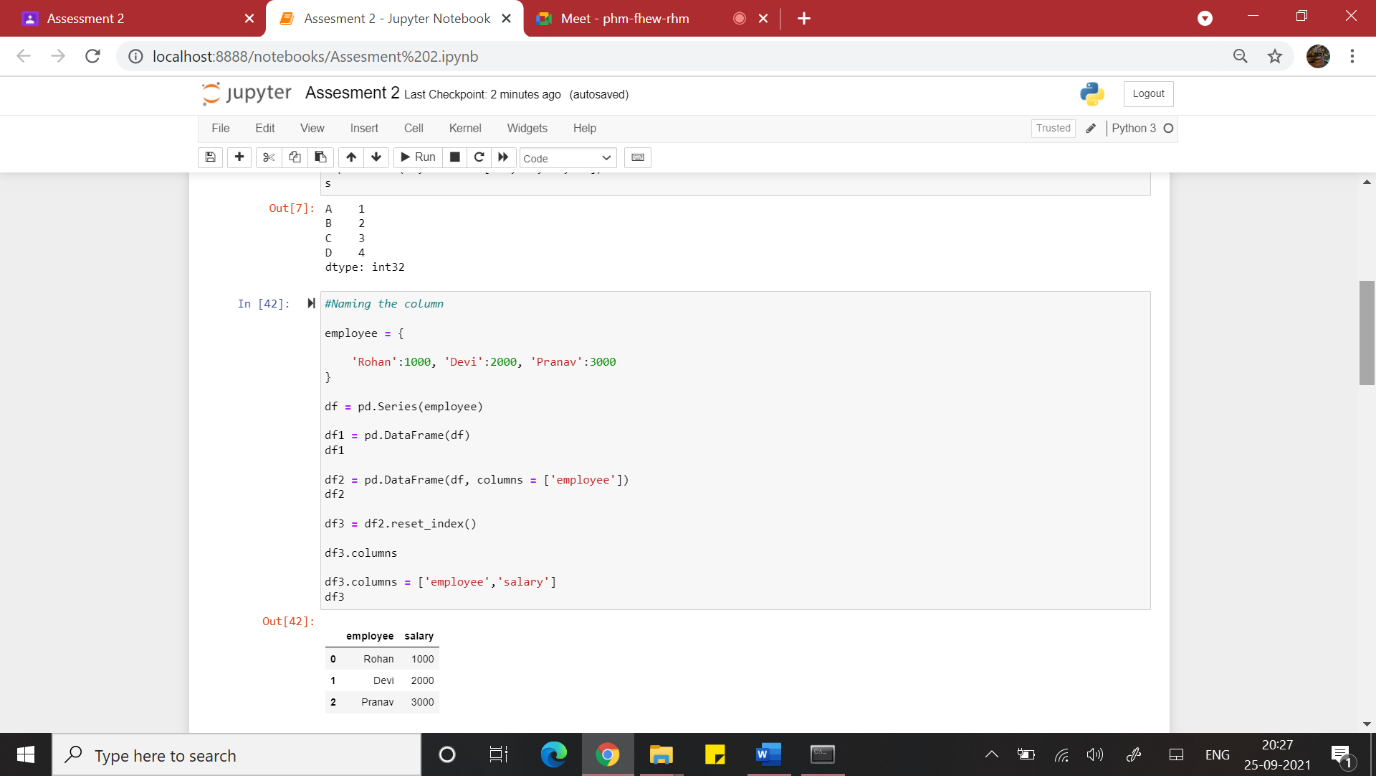 Assessment 2
Assesment 2 - Jupyter Notebook
Meet - phm-fhew-rhm
localhost:8888/notebooks/Assesment%202.ipynb
jupyter Assesment 2 Last Checkpoint: 2 minutes ago (autosaved)
Logout
File Edit View Insert Cell Kernel Widgets Help
Trusted Python 3
Run Code
s
Out[7]: A 1
B 2
C 3
D 4
dtype: int32
In [42]: #Naming the column
employee = {
'Rohan':1000, 'Devi':2000, 'Pranav':3000
}
df = pd.Series(employee)
df1 = pd.DataFrame(df)
df1
df2 = pd.DataFrame(df, columns = ['employee'])
df2
df3 = df2.reset_index()
df3.columns
df3.columns = ['employee','salary']
df3
Out[42]:
employee salary
0 Rohan 1000
1 Devi 2000
2 Pranav 3000
Type here to search
ENG
20:27
25-09-2021
1